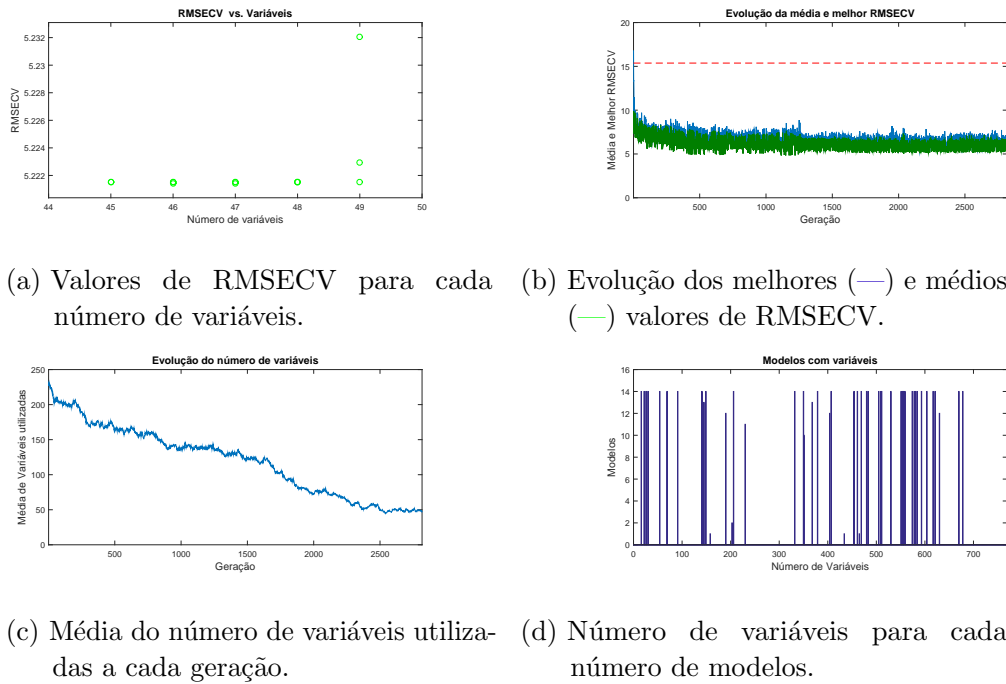 RMSECV vs. Variáveis
5.232
5.23
5.228
5.226
5.224
5.222
RMSECV
44 45 46 47 48 49 50
Número de variáveis
Evolução da média e melhor RMSECV
20
15
10
5
0
Média e Melhor RMSECV
500 1000 1500 2000 2500
Geração
(a) Valores de RMSECV para cada
número de variáveis.
(b) Evolução dos melhores (—) e médios
(—) valores de RMSECV.
Evolução do número de variáveis
250
200
150
100
50
0
Média de Variáveis utilizadas
500 1000 1500 2000 2500
Geração
Modelos com variáveis
16
14
12
10
8
6
4
2
0
Modelos
0 100 200 300 400 500 600 700
Número de Variáveis
(c) Média do número de variáveis utiliza-
das a cada geração.
(d) Número de variáveis para cada
número de modelos.